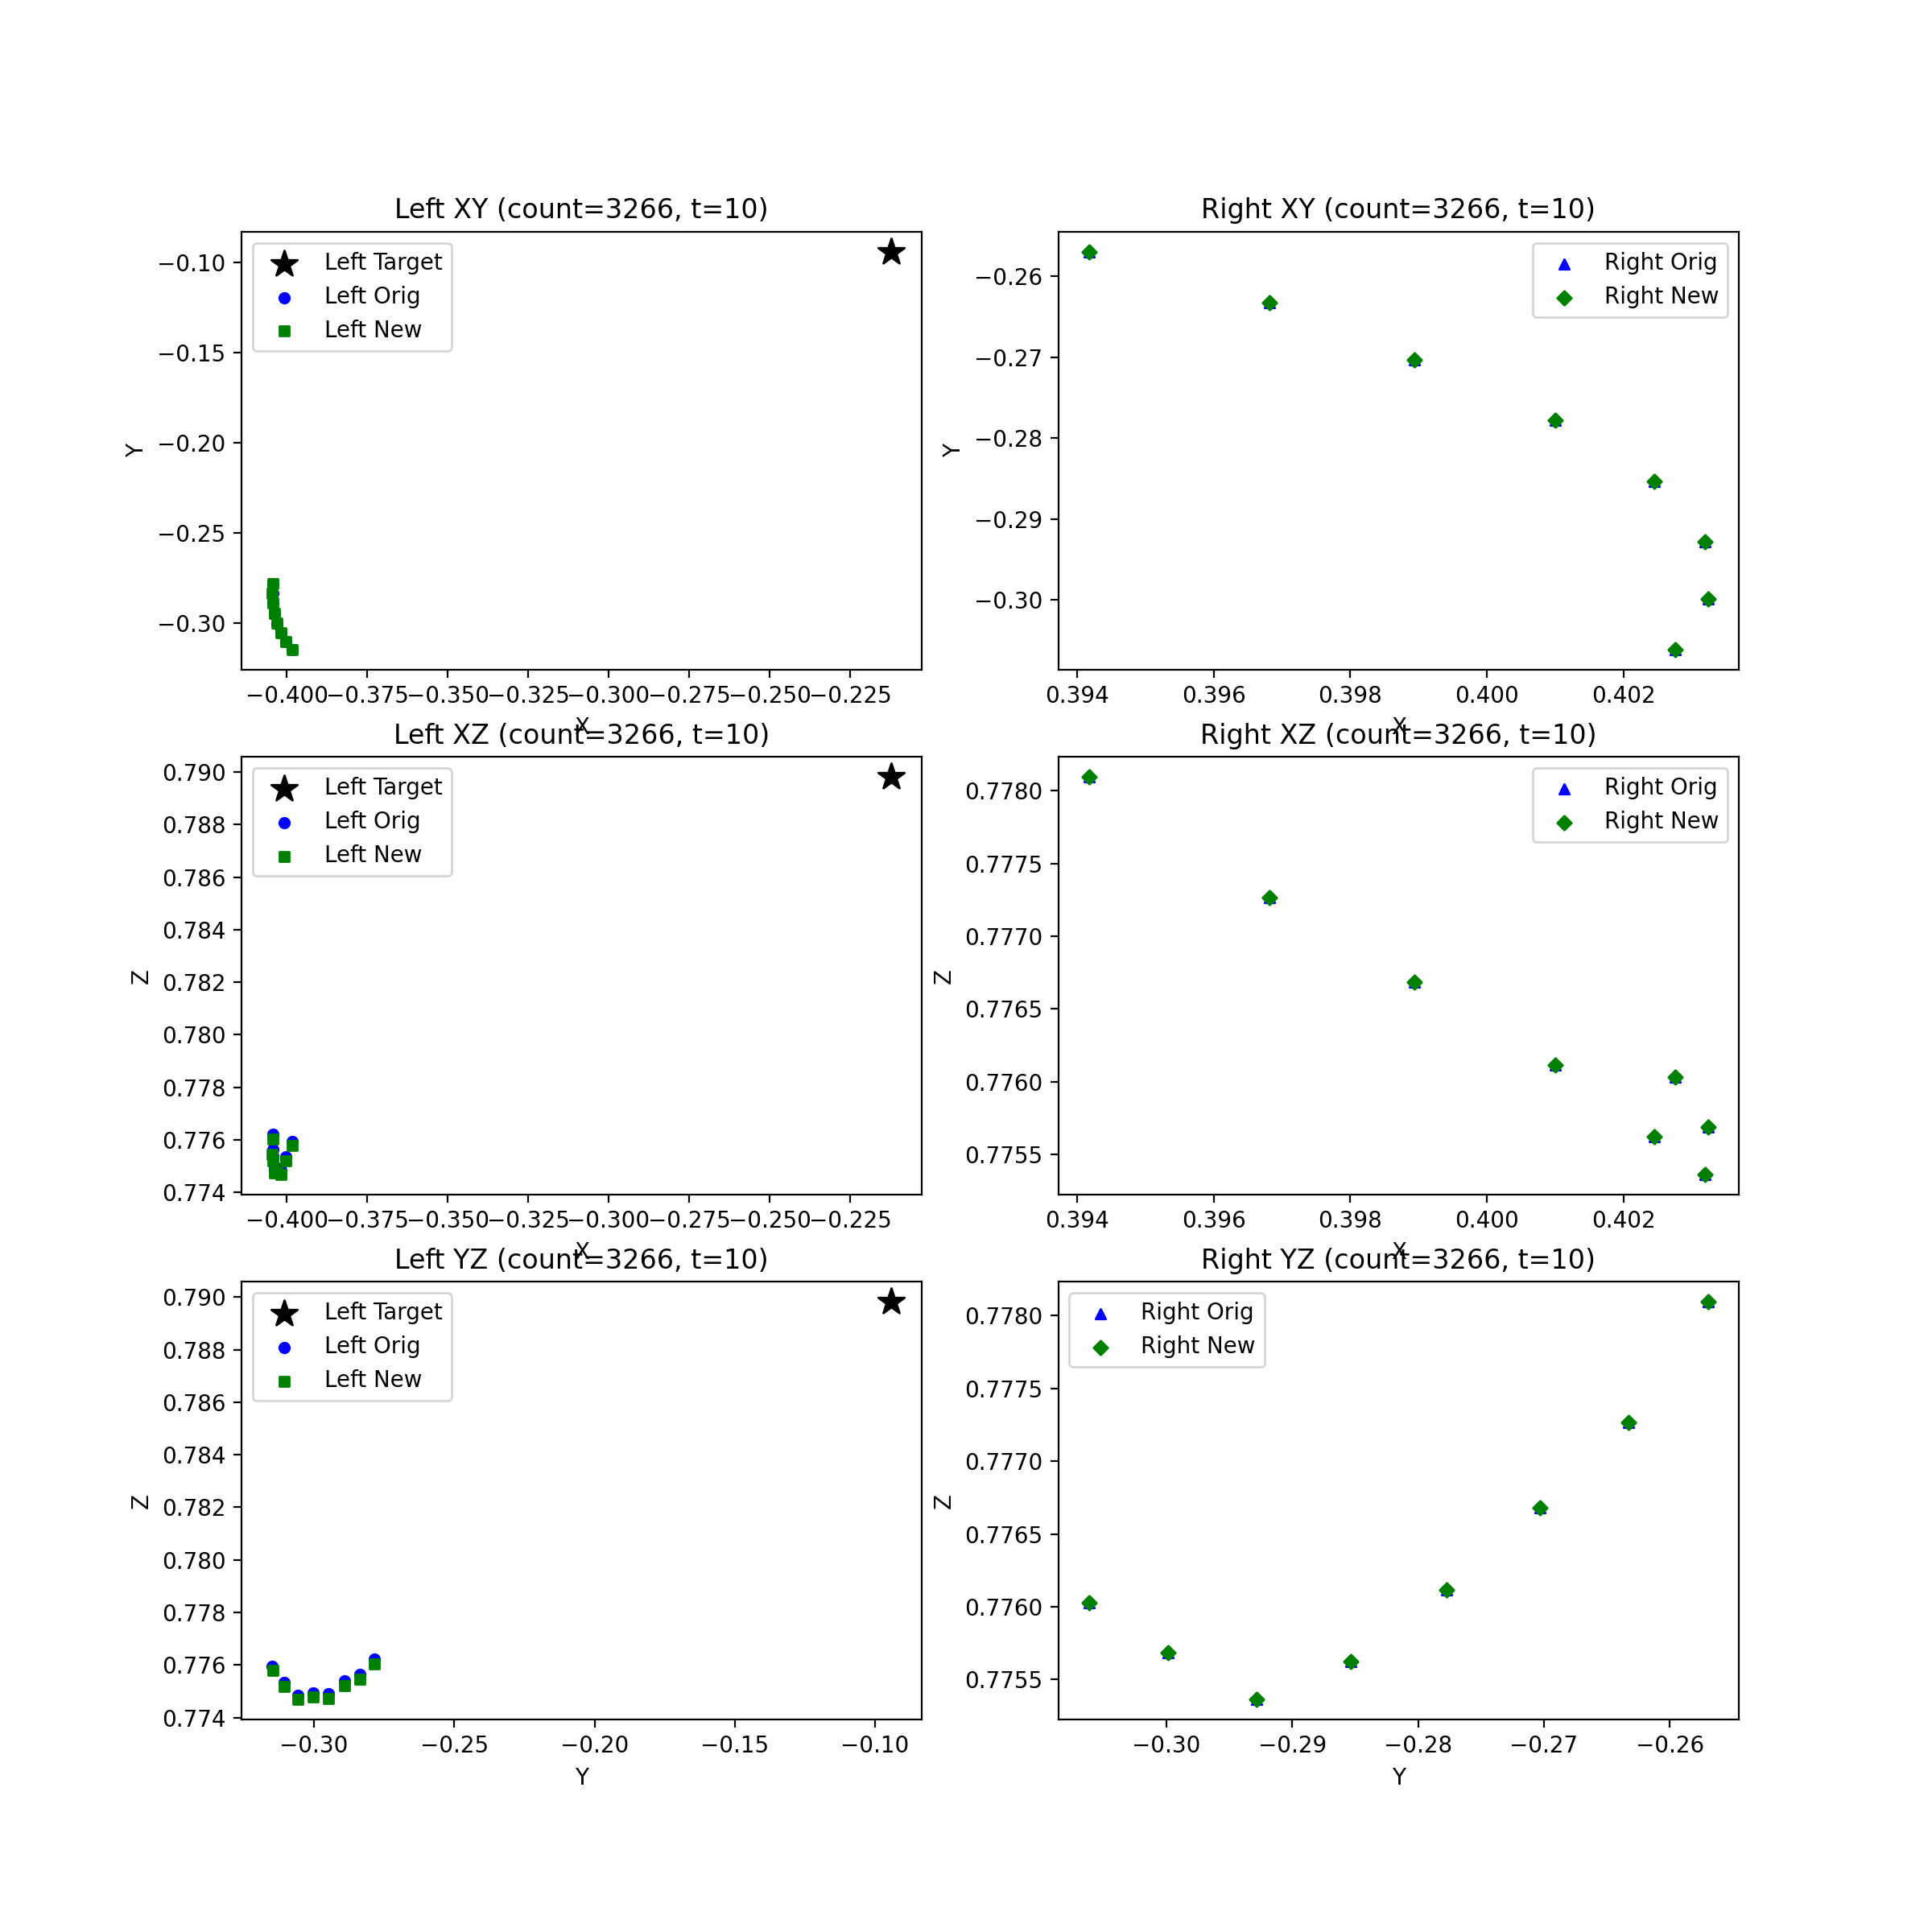 Left XY (count=3266, t=10)
Left Target
Left Orig
Left New
Y
−0.10
−0.15
−0.20
−0.25
−0.30
−0.400 −0.375 −0.350 −0.325 −0.300 −0.275 −0.250 −0.225
X
Right XY (count=3266, t=10)
Right Orig
Right New
Y
−0.26
−0.27
−0.28
−0.29
−0.30
0.394 0.396 0.398 0.400 0.402
X
Left XZ (count=3266, t=10)
Left Target
Left Orig
Left New
Z
0.790
0.788
0.786
0.784
0.782
0.780
0.778
0.776
0.774
−0.400 −0.375 −0.350 −0.325 −0.300 −0.275 −0.250 −0.225
X
Right XZ (count=3266, t=10)
Right Orig
Right New
Z
0.7780
0.7775
0.7770
0.7765
0.7760
0.7755
0.394 0.396 0.398 0.400 0.402
X
Left YZ (count=3266, t=10)
Left Target
Left Orig
Left New
Z
0.790
0.788
0.786
0.784
0.782
0.780
0.778
0.776
0.774
−0.30 −0.25 −0.20 −0.15 −0.10
Y
Right YZ (count=3266, t=10)
Right Orig
Right New
Z
0.7780
0.7775
0.7770
0.7765
0.7760
0.7755
−0.30 −0.29 −0.28 −0.27 −0.26
Y